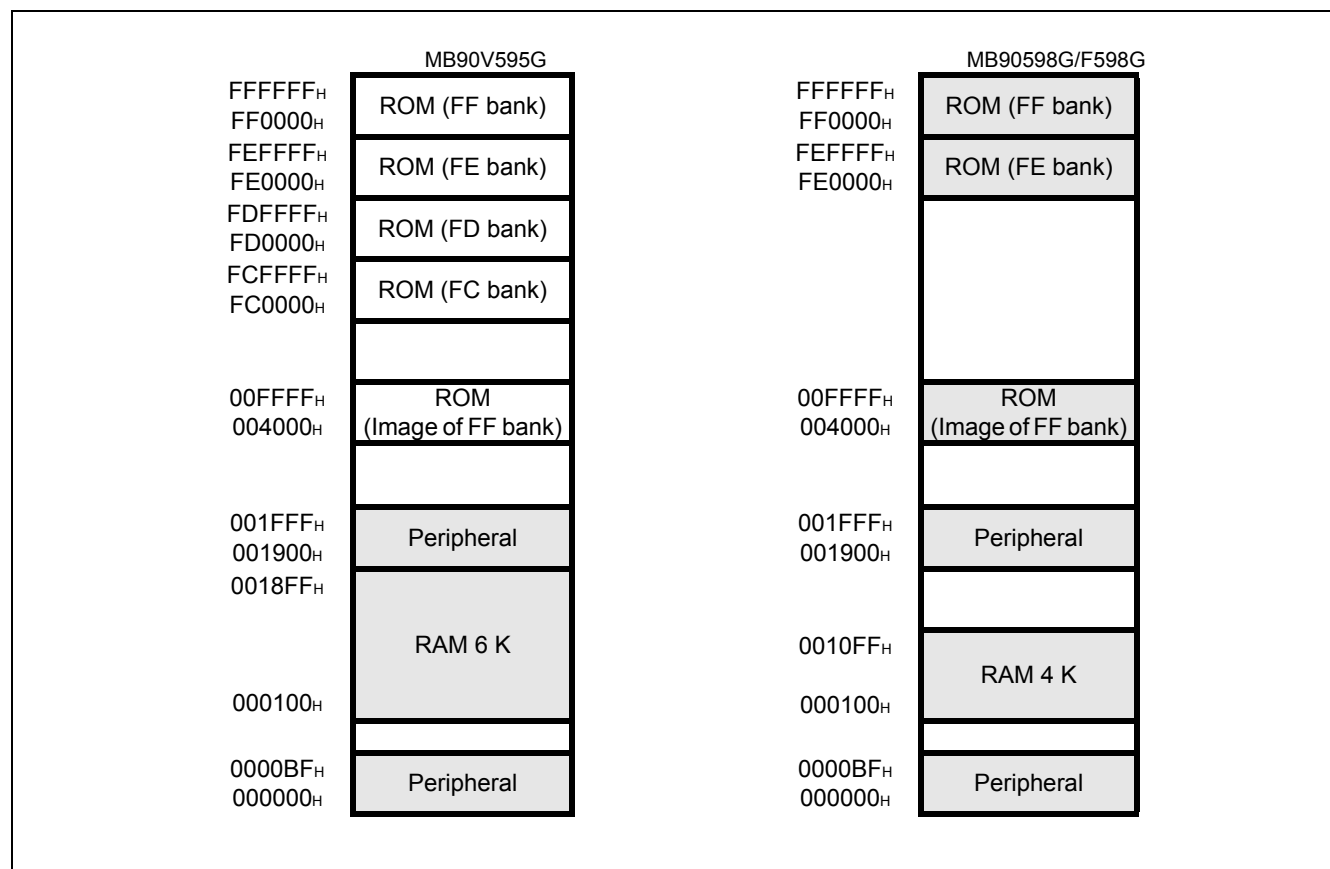 MB90V595G
FFFFFFH
FF0000H
ROM (FF bank)
FEFFFFH
FE0000H
ROM (FE bank)
FDFFFFH
FD0000H
ROM (FD bank)
FCFFFFH
FC0000H
ROM (FC bank)
00FFFFH
004000H
ROM
(Image of FF bank)
001FFFH
001900H
Peripheral
0018FFH
RAM 6 K
000100H
0000BFH
000000H
Peripheral
MB90598G/F598G
FFFFFFH
FF0000H
ROM (FF bank)
FEFFFFH
FE0000H
ROM (FE bank)
00FFFFH
004000H
ROM
(Image of FF bank)
001FFFH
001900H
Peripheral
0010FFH
RAM 4 K
000100H
0000BFH
000000H
Peripheral